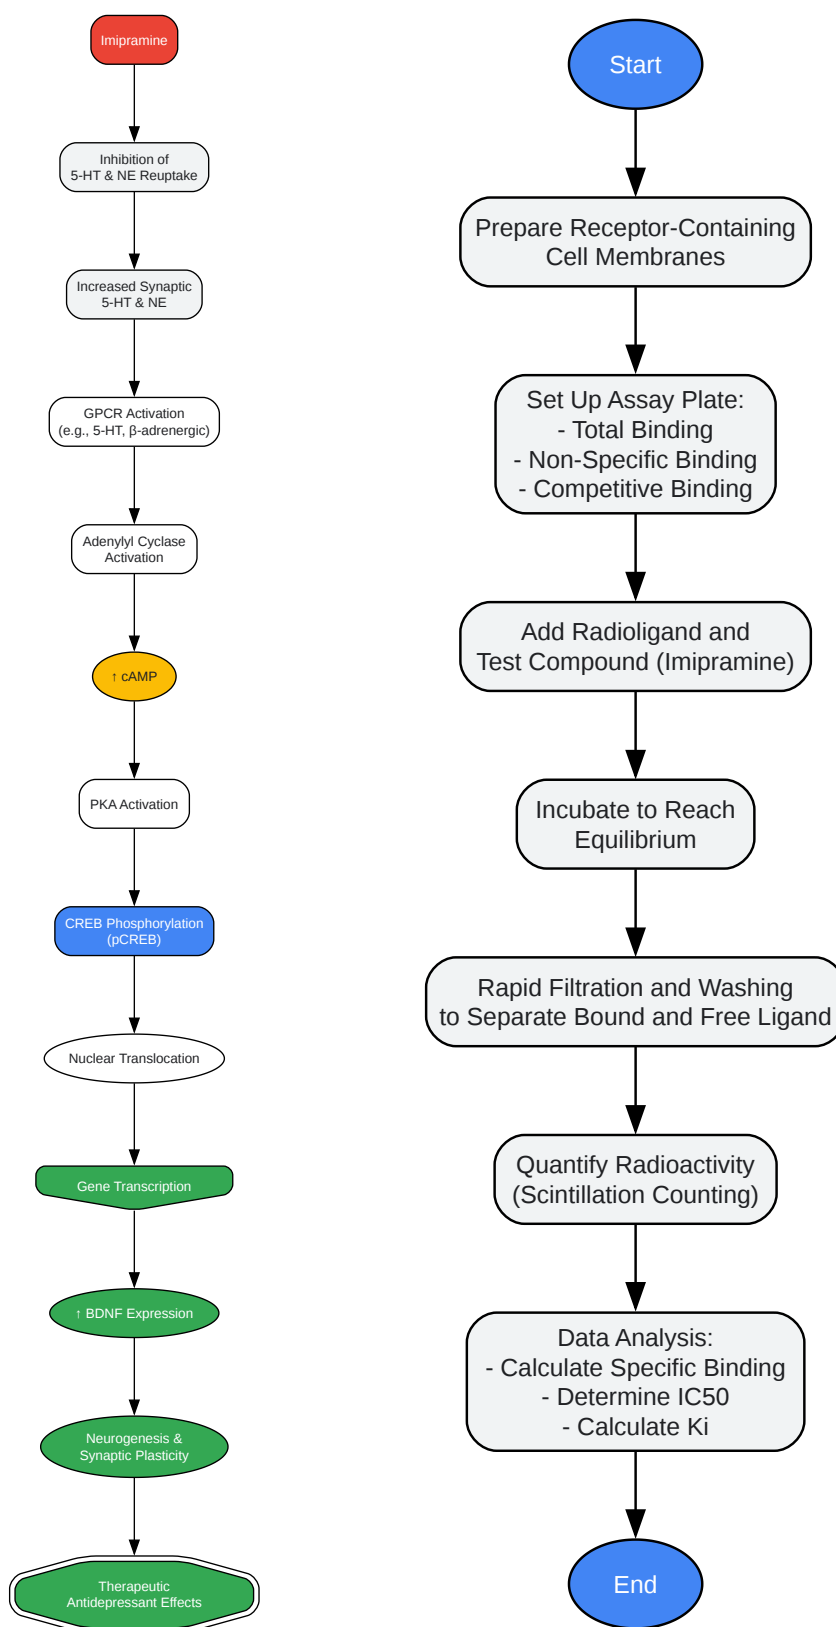 Imipramine
Inhibition of
5-HT & NE Reuptake
Increased Synaptic
5-HT & NE
GPCR Activation
(e.g., 5-HT, β-adrenergic)
Adenylyl Cyclase
Activation
↑ cAMP
PKA Activation
CREB Phosphorylation
(pCREB)
Nuclear Translocation
Gene Transcription
↑ BDNF Expression
Neurogenesis &
Synaptic Plasticity
Therapeutic
Antidepressant Effects
Start
Prepare Receptor-Containing
Cell Membranes
Set Up Assay Plate:
- Total Binding
- Non-Specific Binding
- Competitive Binding
Add Radioligand and
Test Compound (Imipramine)
Incubate to Reach
Equilibrium
Rapid Filtration and Washing
to Separate Bound and Free Ligand
Quantify Radioactivity
(Scintillation Counting)
Data Analysis:
- Calculate Specific Binding
- Determine IC50
- Calculate Ki
End